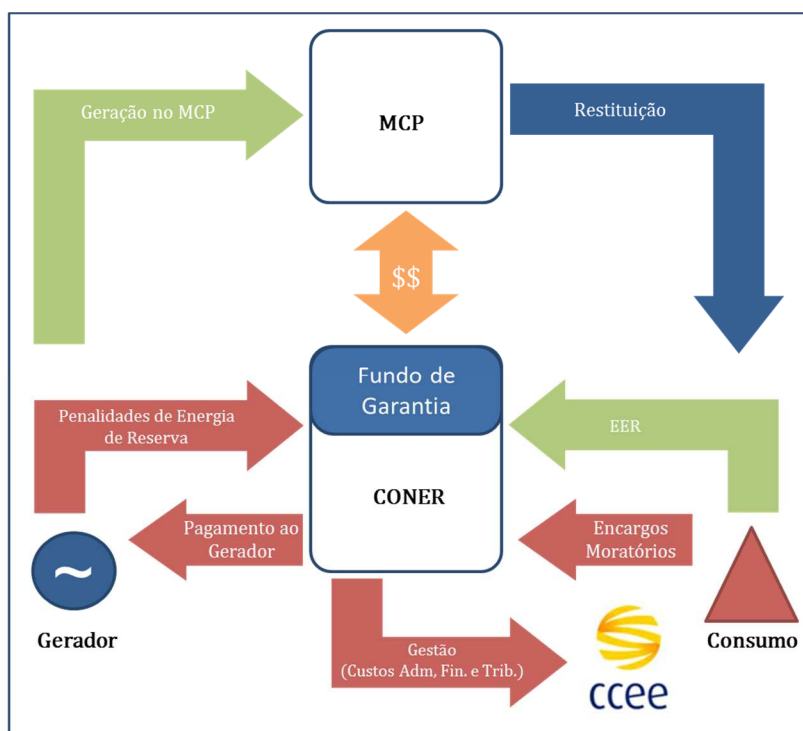 Geração no MCP
MCP
Restituição
$$
Fundo de
Garantia
Penalidades de Energia
de Reserva
EER
CONER
Pagamento ao
Gerador
Encargos
Moratórios
~
Gerador
Consumo
Gestão
(Custos Adm, Fin. e Trib.)
ccee